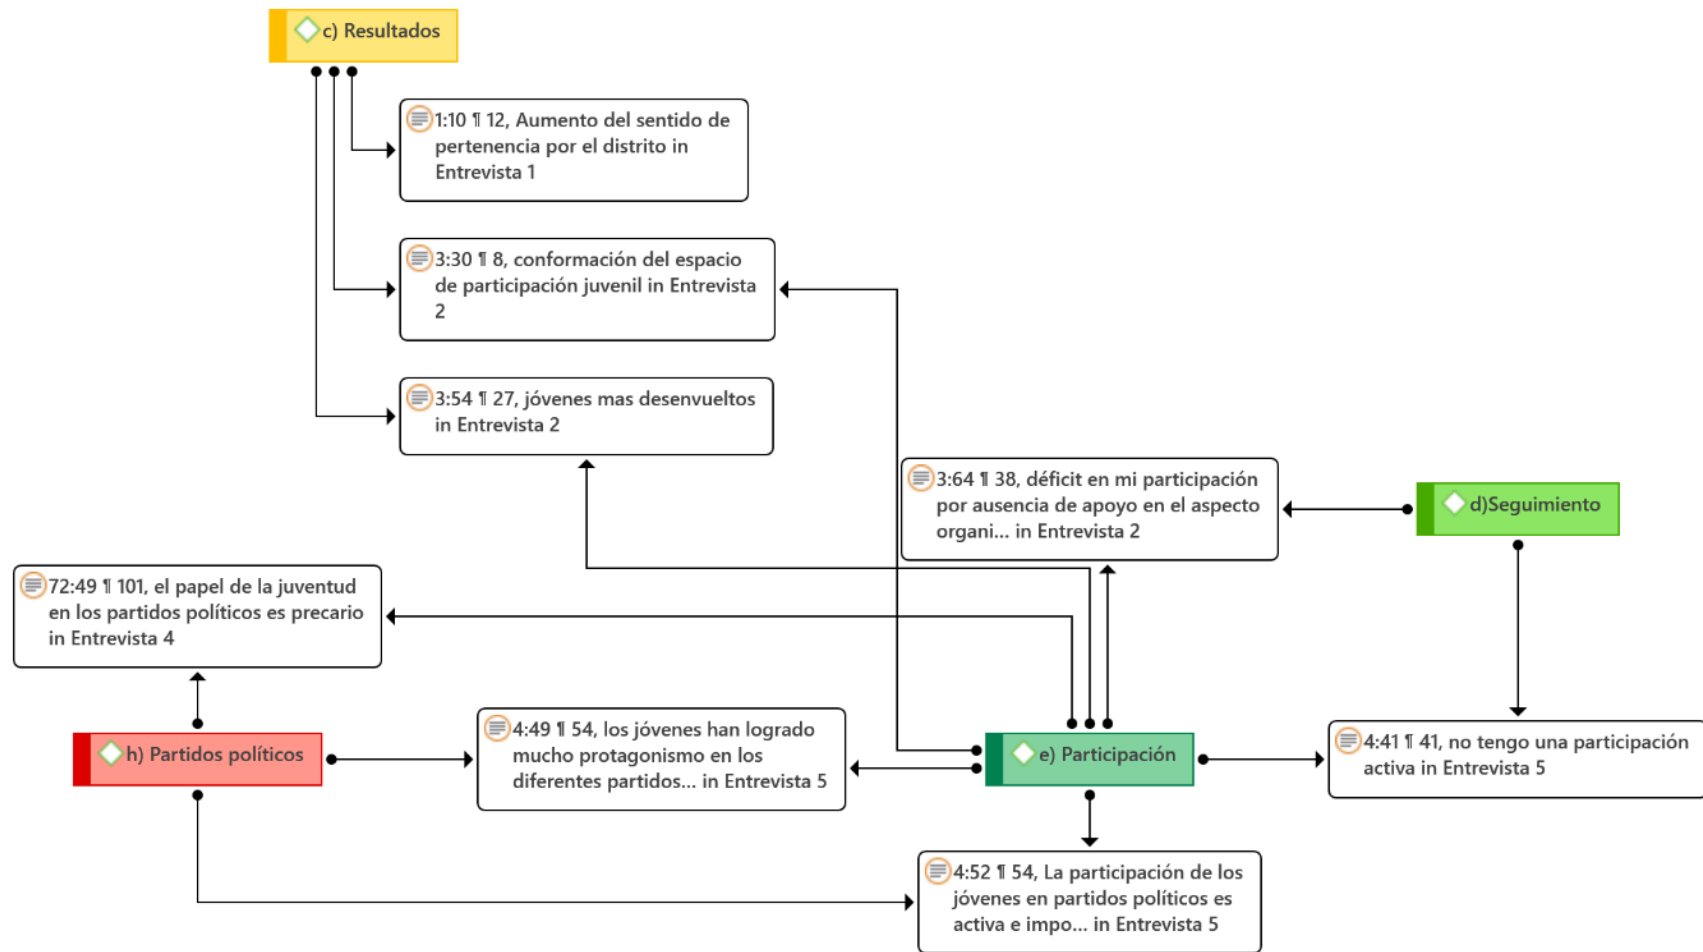 c) Resultados
1:10 ¶ 12, Aumento del sentido de
pertenencia por el distrito in
Entrevista 1
3:30 ¶ 8, conformación del espacio
de participación juvenil in Entrevista
2
3:54 ¶ 27, jóvenes mas desenvueltos
in Entrevista 2
3:64 ¶ 38, déficit en mi participación
por ausencia de apoyo en el aspecto
organi... in Entrevista 2
d)Seguimiento
72:49 ¶ 101, el papel de la juventud
en los partidos políticos es precario
in Entrevista 4
h) Partidos políticos
4:49 ¶ 54, los jóvenes han logrado
mucho protagonismo en los
diferentes partidos... in Entrevista 5
e) Participación
4:41 ¶ 41, no tengo una participación
activa in Entrevista 5
4:52 ¶ 54, La participación de los
jóvenes en partidos políticos es
activa e impo... in Entrevista 5